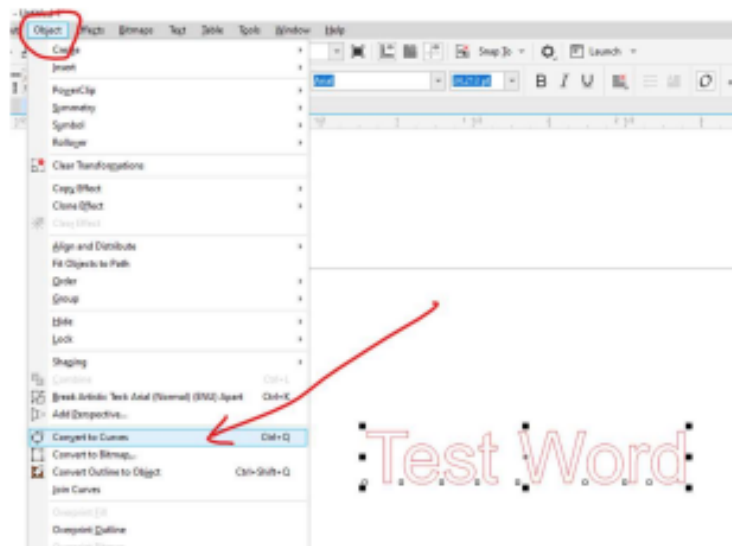 Object Effects Bitmaps Text Table Tools Window Help
Create
Insert
Snap To
Launch
PowerClip
Arial
B I U
Symmetry
Symbol
Rollover
Clear Transformations
Copy Effect
Clone Effect
Clear Effect
Align and Distribute
Fit Objects to Path
Order
Group
Hide
Lock
Shaping
Combine Ctrl+L
Break Artistic Text: Arial (Normal) (ENU) Apart Ctrl+K
Add Perspective...
Convert to Curves Ctrl+Q
Convert to Bitmap...
Convert Outline to Object Ctrl+Shift+Q
Join Curves
Overprint Fill
Overprint Outline
Test Word